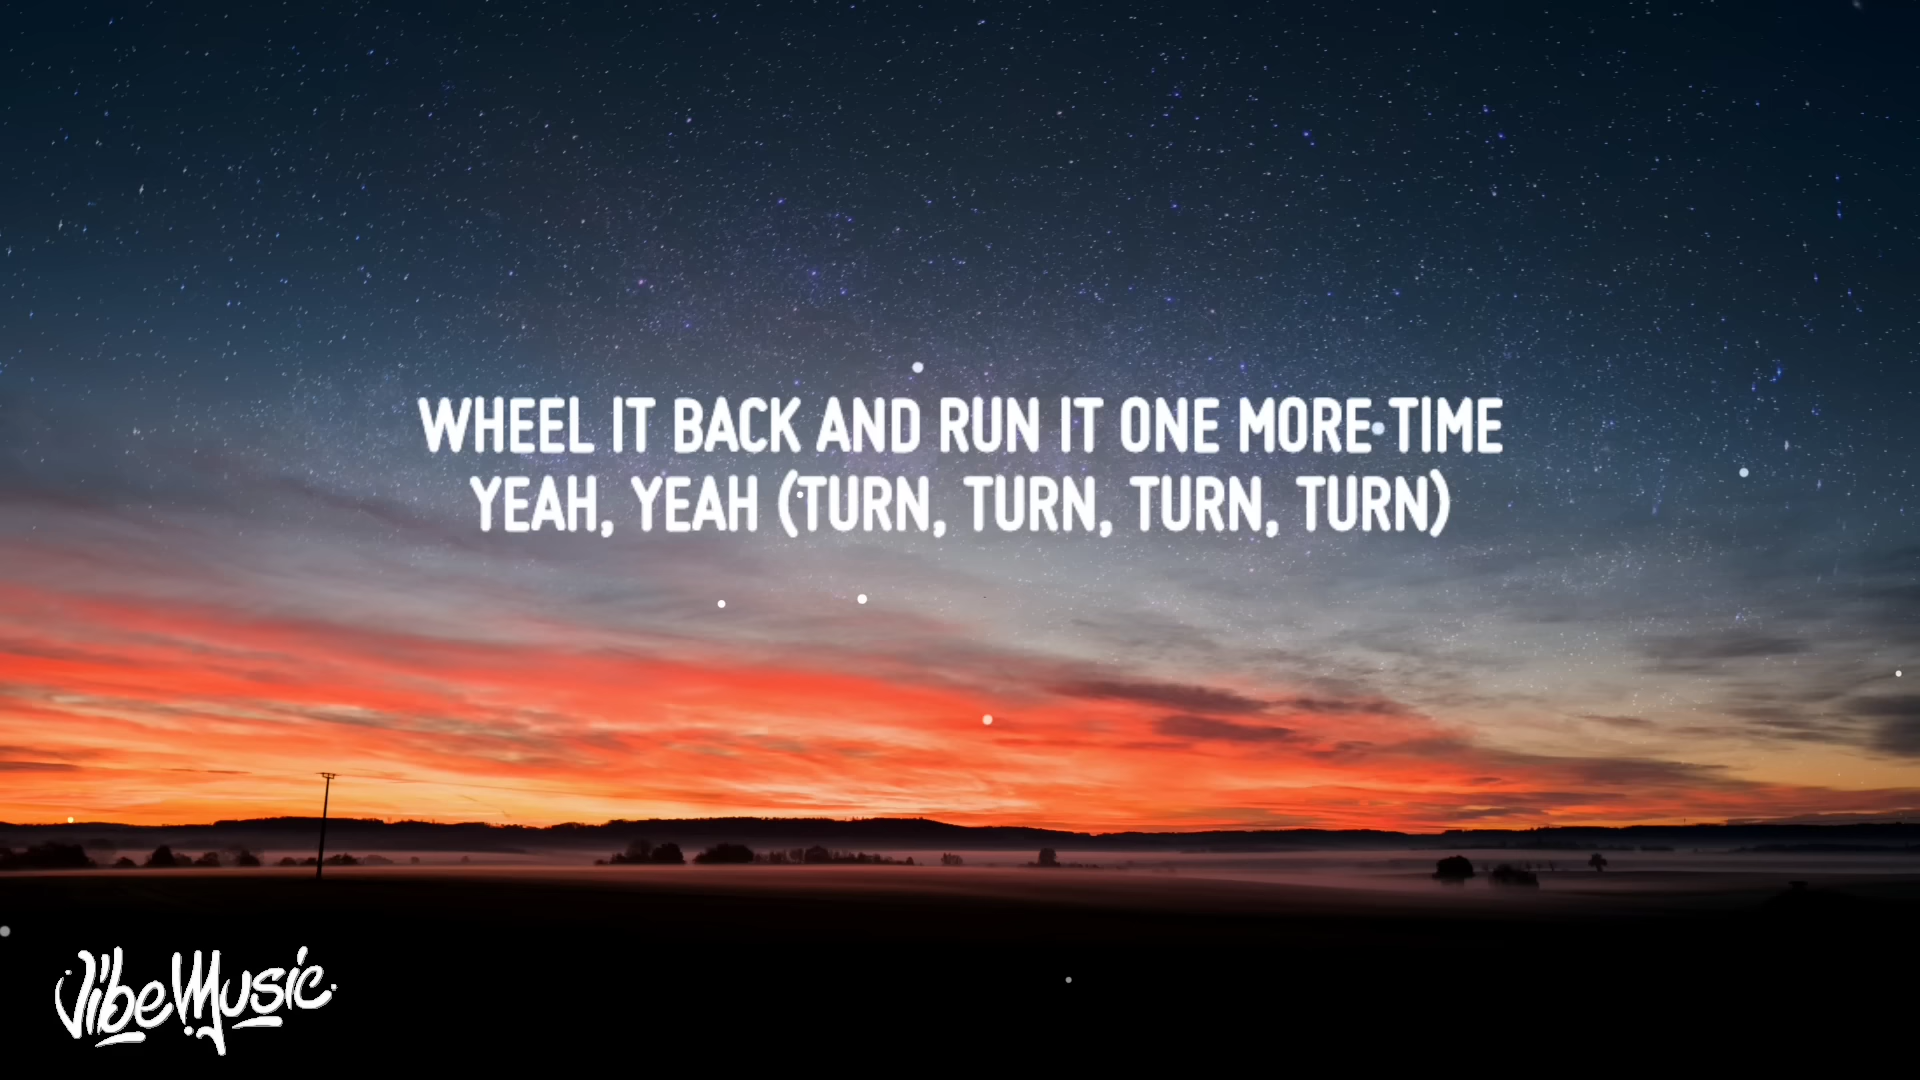 WHEEL IT BACK AND RUN IT ONE MORE TIME
YEAH, YEAH (TURN, TURN, TURN, TURN)
VibeMusic